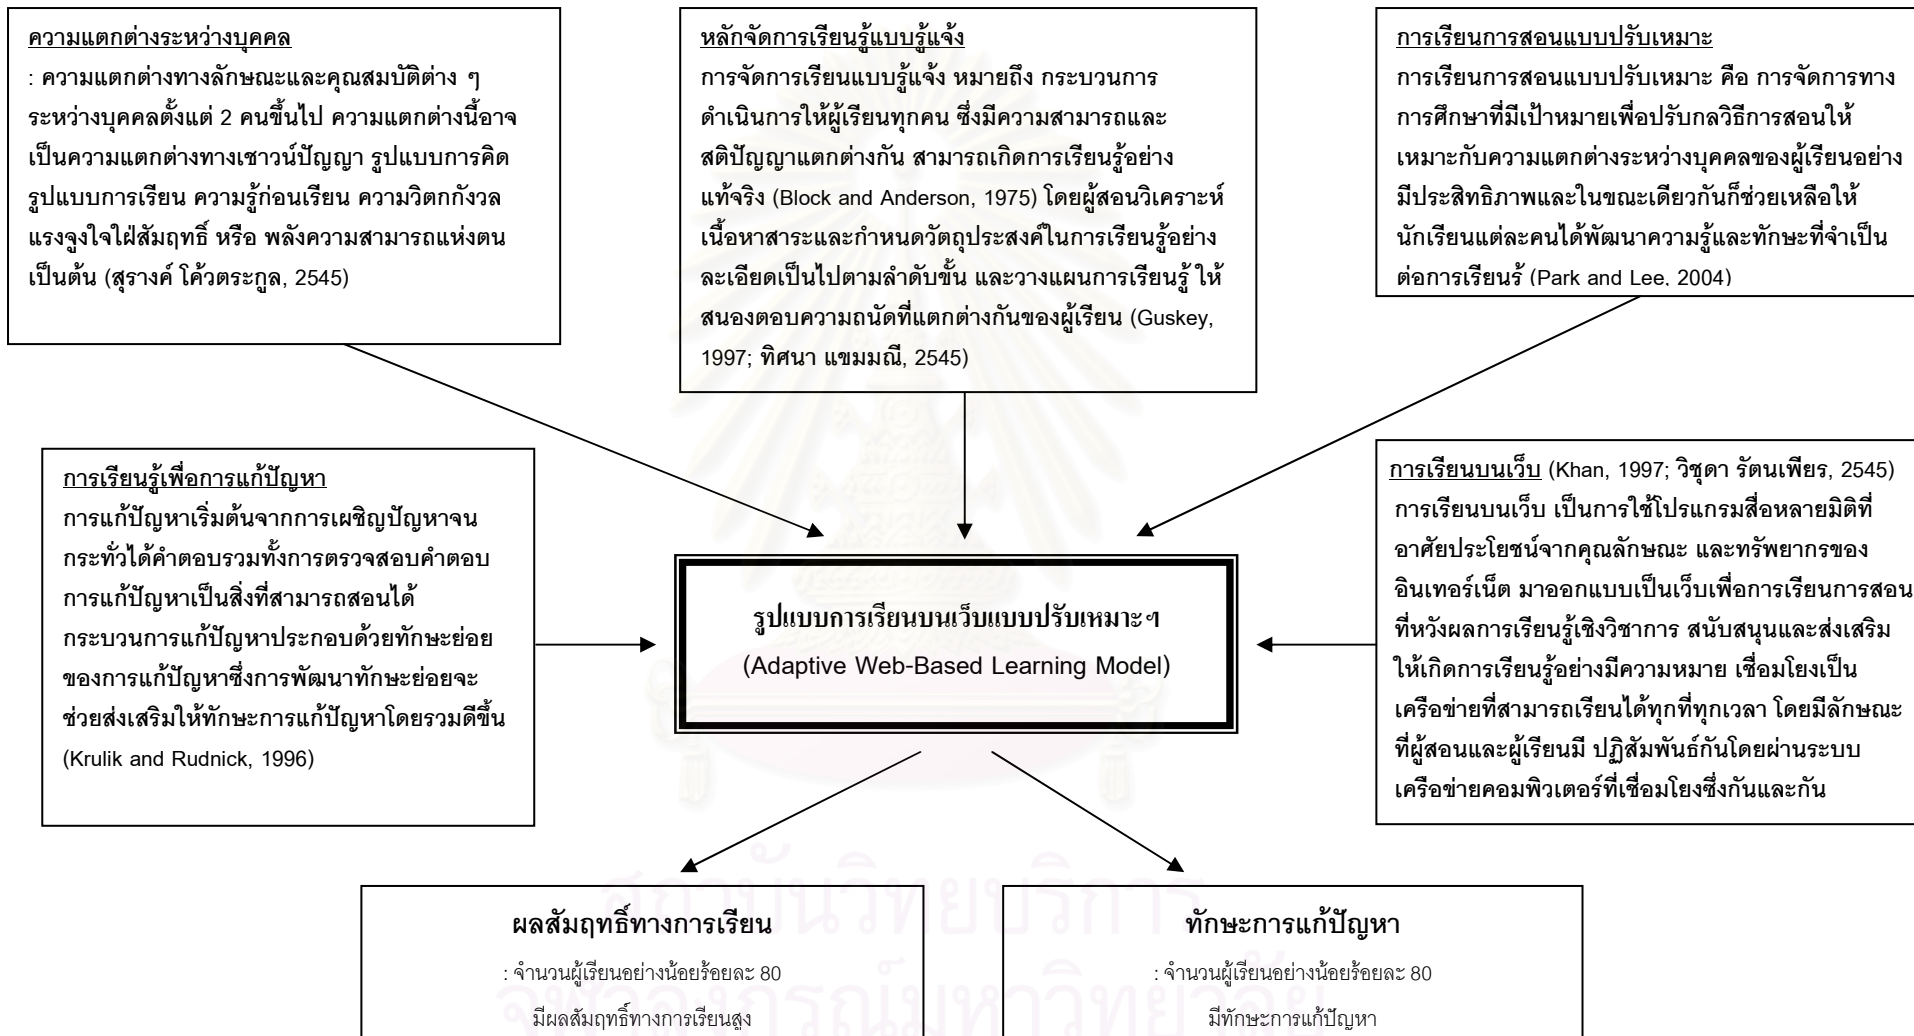 ความแตกต่างระหว่างบุคคล
: ความแตกต่างทางลักษณะและคุณสมบัติต่าง ๆ
ระหว่างบุคคลตั้งแต่ 2 คนขึ้นไป ความแตกต่างนี้อาจ
เป็นความแตกต่างทางเชาวน์ปัญญา รูปแบบการคิด
รูปแบบการเรียน ความรู้ก่อนเรียน ความวิตกกังวล
แรงจูงใจใฝ่สัมฤทธิ์ หรือ พลังความสามารถแห่งตน
เป็นต้น (สุรางค์ โค้วตระกูล, 2545)
หลักจัดการเรียนรู้แบบรู้แจ้ง
การจัดการเรียนแบบรู้แจ้ง หมายถึง กระบวนการ
ดำเนินการให้ผู้เรียนทุกคน ซึ่งมีความสามารถและ
สติปัญญาแตกต่างกัน สามารถเกิดการเรียนรู้อย่าง
แท้จริง (Block and Anderson, 1975) โดยผู้สอนวิเคราะห์
เนื้อหาสาระและกำหนดวัตถุประสงค์ในการเรียนรู้อย่าง
ละเอียดเป็นไปตามลำดับขั้น และวางแผนการเรียนรู้ ให้
สนองตอบความถนัดที่แตกต่างกันของผู้เรียน (Guskey,
1997; ทิศนา แขมมณี, 2545)
การเรียนการสอนแบบปรับเหมาะ
การเรียนการสอนแบบปรับเหมาะ คือ การจัดการทาง
การศึกษาที่มีเป้าหมายเพื่อปรับกลวิธีการสอนให้
เหมาะกับความแตกต่างระหว่างบุคคลของผู้เรียนอย่าง
มีประสิทธิภาพและในขณะเดียวกันก็ช่วยเหลือให้
นักเรียนแต่ละคนได้พัฒนาความรู้และทักษะที่จำเป็น
ต่อการเรียนรู้ (Park and Lee, 2004)
การเรียนรู้เพื่อการแก้ปัญหา
การแก้ปัญหาเริ่มต้นจากการเผชิญปัญหาจน
กระทั่วได้คำตอบรวมทั้งการตรวจสอบคำตอบ
การแก้ปัญหาเป็นสิ่งที่สามารถสอนได้
กระบวนการแก้ปัญหาประกอบด้วยทักษะย่อย
ของการแก้ปัญหาซึ่งการพัฒนาทักษะย่อยจะ
ช่วยส่งเสริมให้ทักษะการแก้ปัญหาโดยรวมดีขึ้น
(Krulik and Rudnick, 1996)
รูปแบบการเรียนบนเว็บแบบปรับเหมาะฯ
(Adaptive Web-Based Learning Model)
การเรียนบนเว็บ (Khan, 1997; วิชุดา รัตนเพียร, 2545)
การเรียนบนเว็บ เป็นการใช้โปรแกรมสื่อหลายมิติที่
อาศัยประโยชน์จากคุณลักษณะ และทรัพยากรของ
อินเทอร์เน็ต มาออกแบบเป็นเว็บเพื่อการเรียนการสอน
ที่หวังผลการเรียนรู้เชิงวิชาการ สนับสนุนและส่งเสริม
ให้เกิดการเรียนรู้อย่างมีความหมาย เชื่อมโยงเป็น
เครือข่ายที่สามารถเรียนได้ทุกที่ทุกเวลา โดยมีลักษณะ
ที่ผู้สอนและผู้เรียนมี ปฏิสัมพันธ์กันโดยผ่านระบบ
เครือข่ายคอมพิวเตอร์ที่เชื่อมโยงซึ่งกันและกัน
สถาบันวิทยบริการ
จุฬาลงกรณ์มหาวิทยาลัย
ผลสัมฤทธิ์ทางการเรียน
: จำนวนผู้เรียนอย่างน้อยร้อยละ 80
มีผลสัมฤทธิ์ทางการเรียนสูง
ทักษะการแก้ปัญหา
: จำนวนผู้เรียนอย่างน้อยร้อยละ 80
มีทักษะการแก้ปัญหา